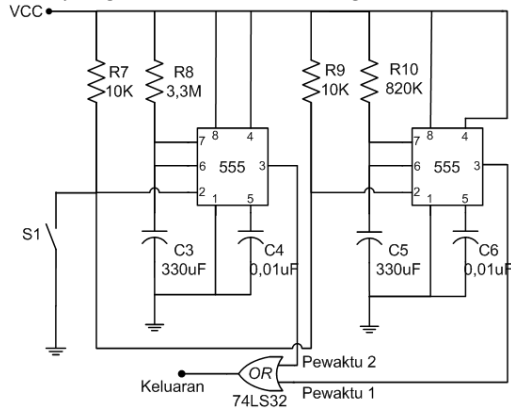 VCC
R7
10K
R8
3,3M
R9
10K
R10
820K
8
4
7
6
555
3
2
1
5
8
4
7
6
555
3
2
1
5
S1
C3
330uF
C4
0,01uF
C5
330uF
C6
0,01uF
Pewaktu 2
OR
Keluaran
74LS32
Pewaktu 1